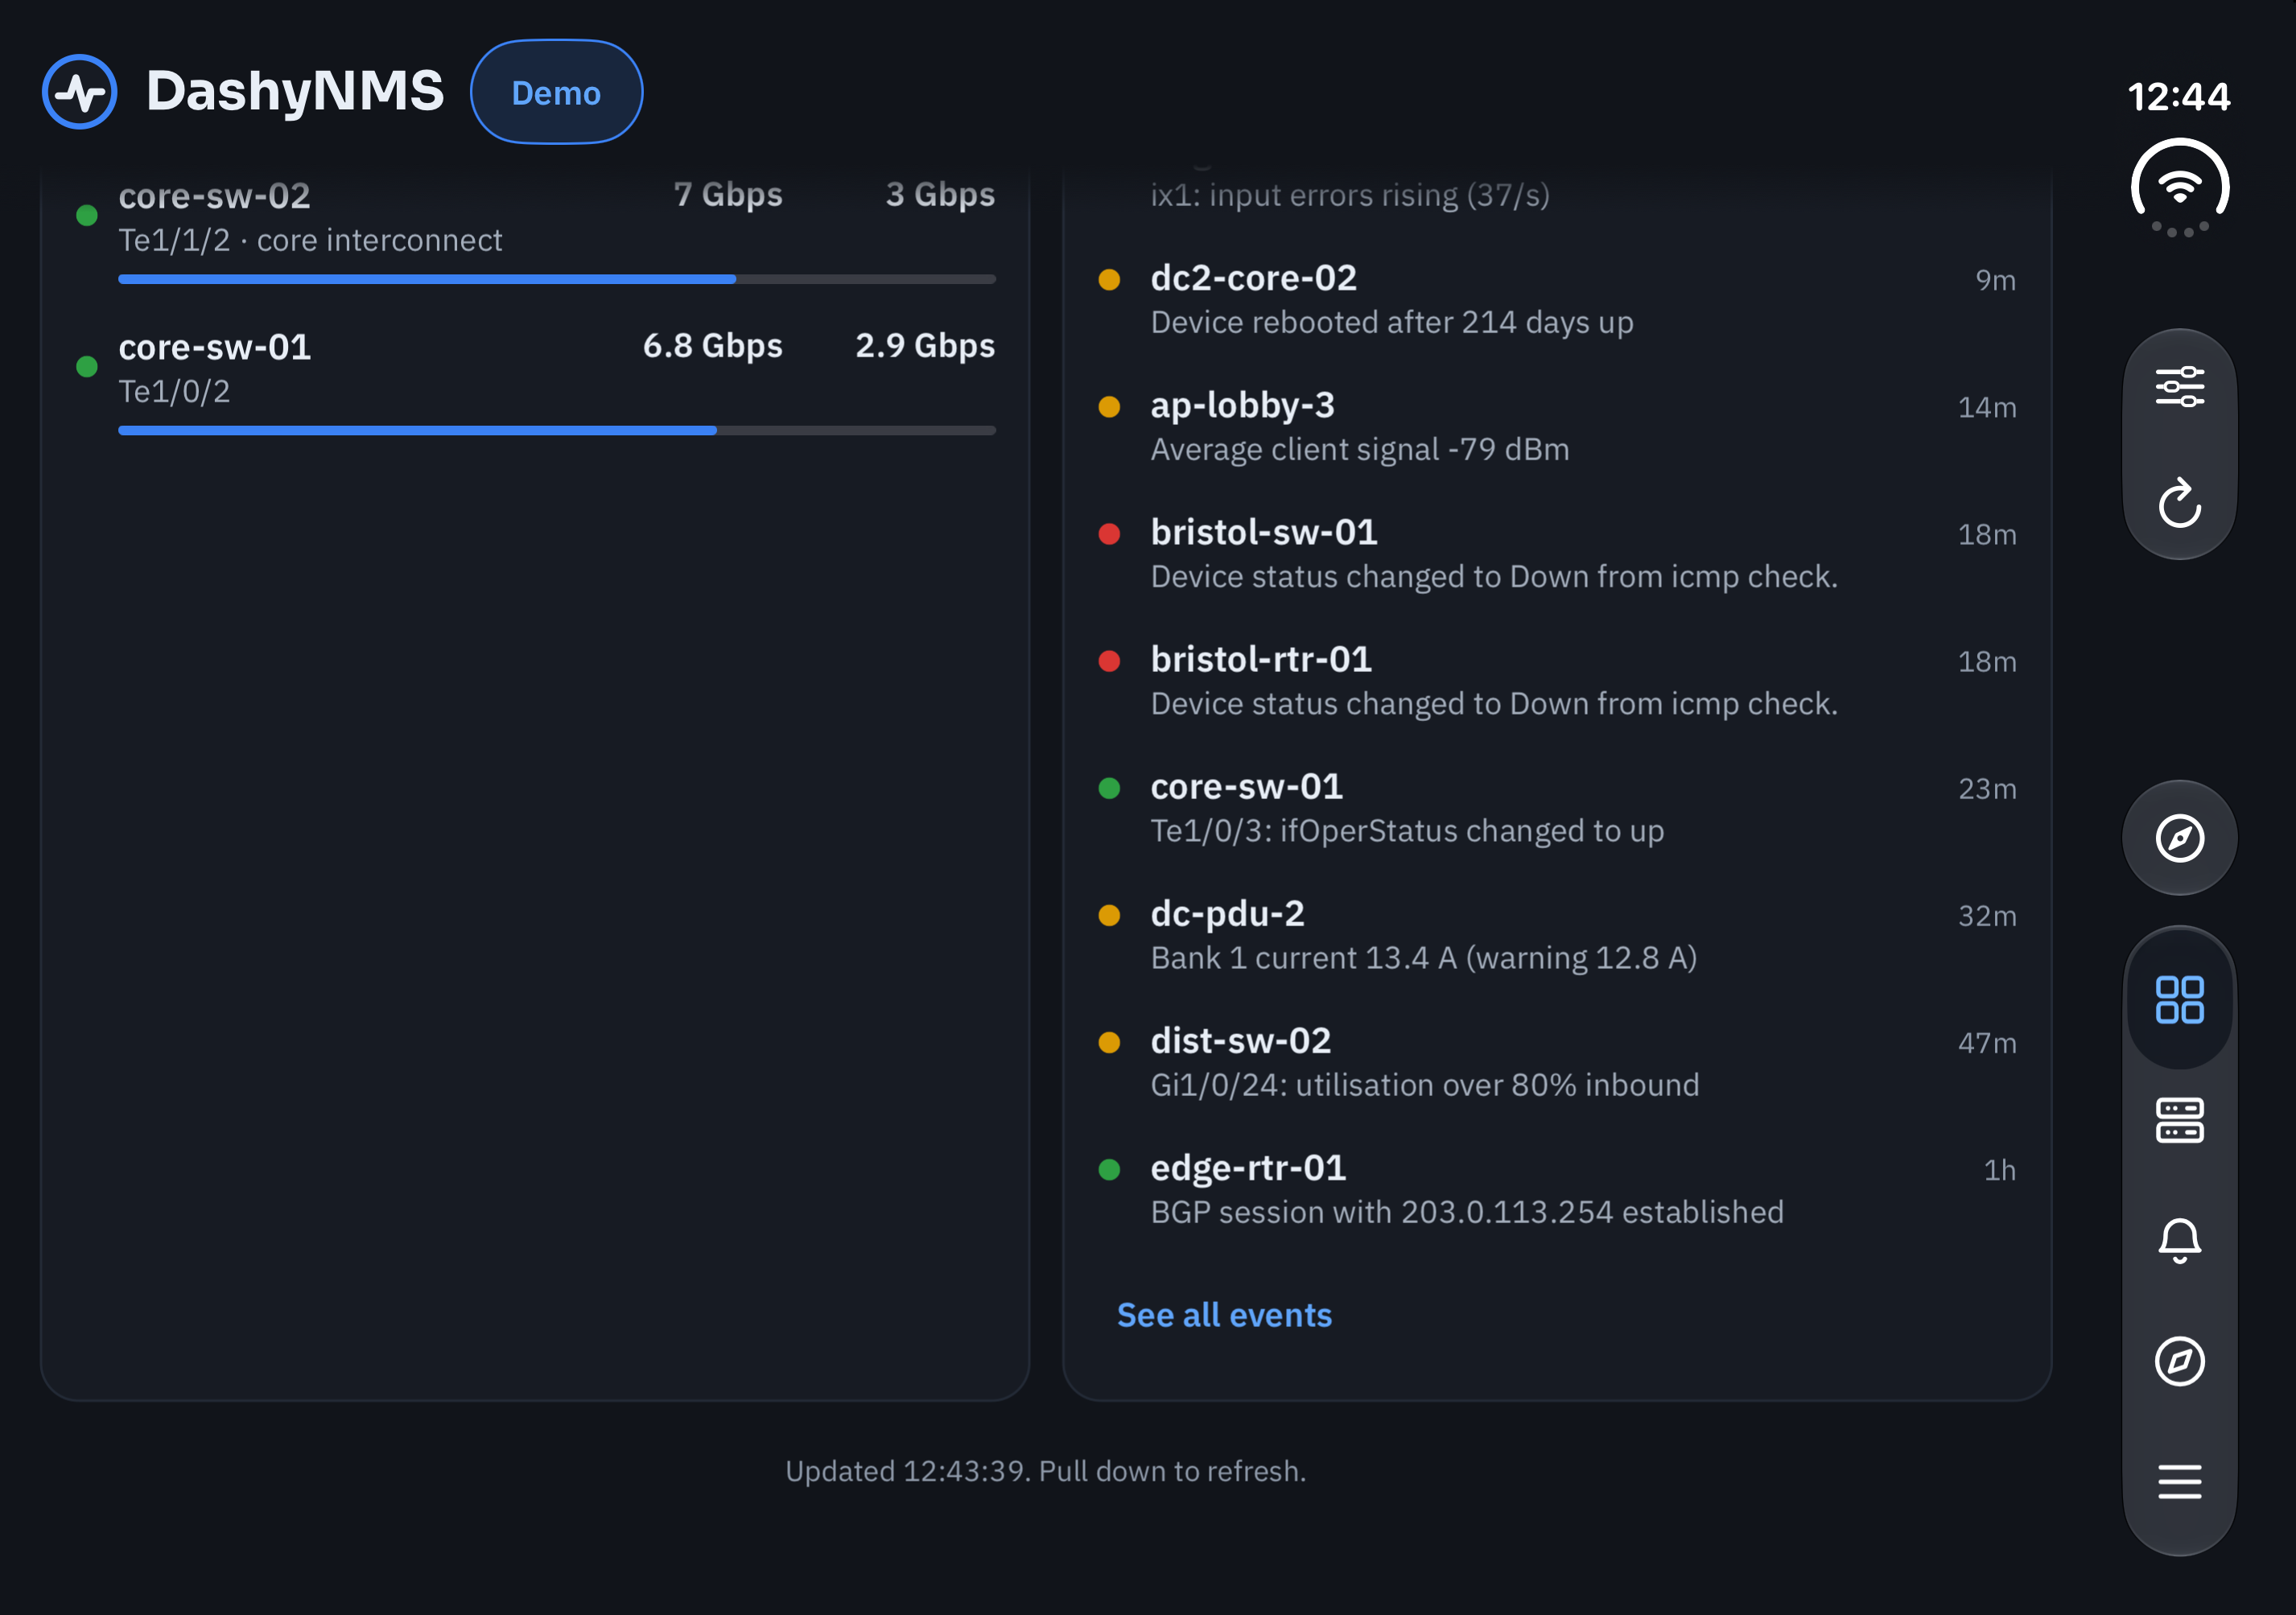 DashyNMS
Demo
12:44
core-sw-02
7 Gbps
3 Gbps
Te1/1/2 · core interconnect
core-sw-01
6.8 Gbps
2.9 Gbps
Te1/0/2
ix1: input errors rising (37/s)
dc2-core-02
9m
Device rebooted after 214 days up
ap-lobby-3
14m
Average client signal -79 dBm
bristol-sw-01
18m
Device status changed to Down from icmp check.
bristol-rtr-01
18m
Device status changed to Down from icmp check.
core-sw-01
23m
Te1/0/3: ifOperStatus changed to up
dc-pdu-2
32m
Bank 1 current 13.4 A (warning 12.8 A)
dist-sw-02
47m
Gi1/0/24: utilisation over 80% inbound
edge-rtr-01
1h
BGP session with 203.0.113.254 established
See all events
Updated 12:43:39. Pull down to refresh.